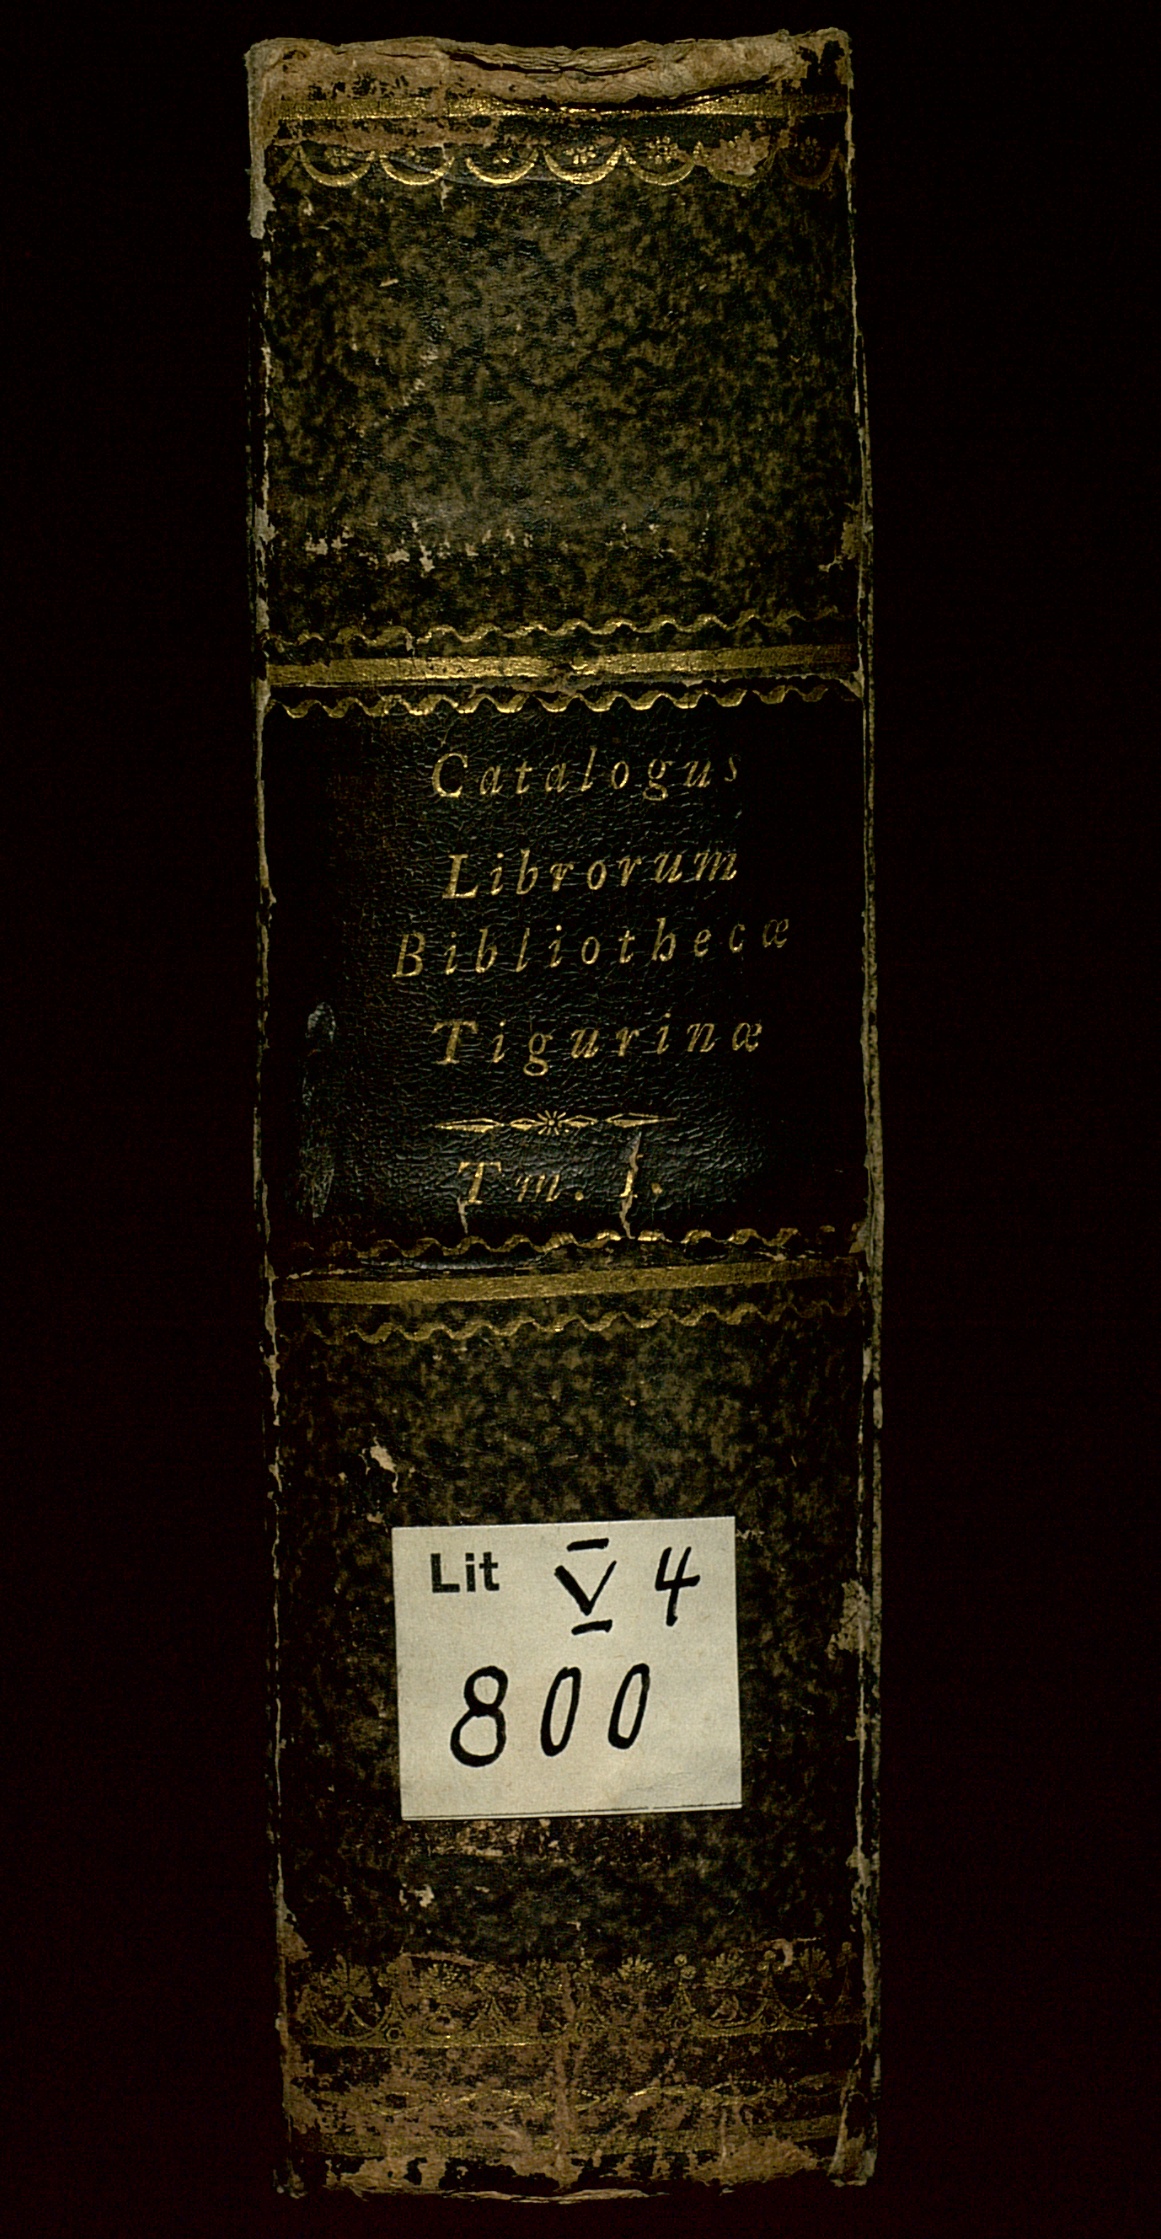 Catalogus
Librorum
Bibliothecæ
Tigurinæ
Tm. I.
Lit V 4
800